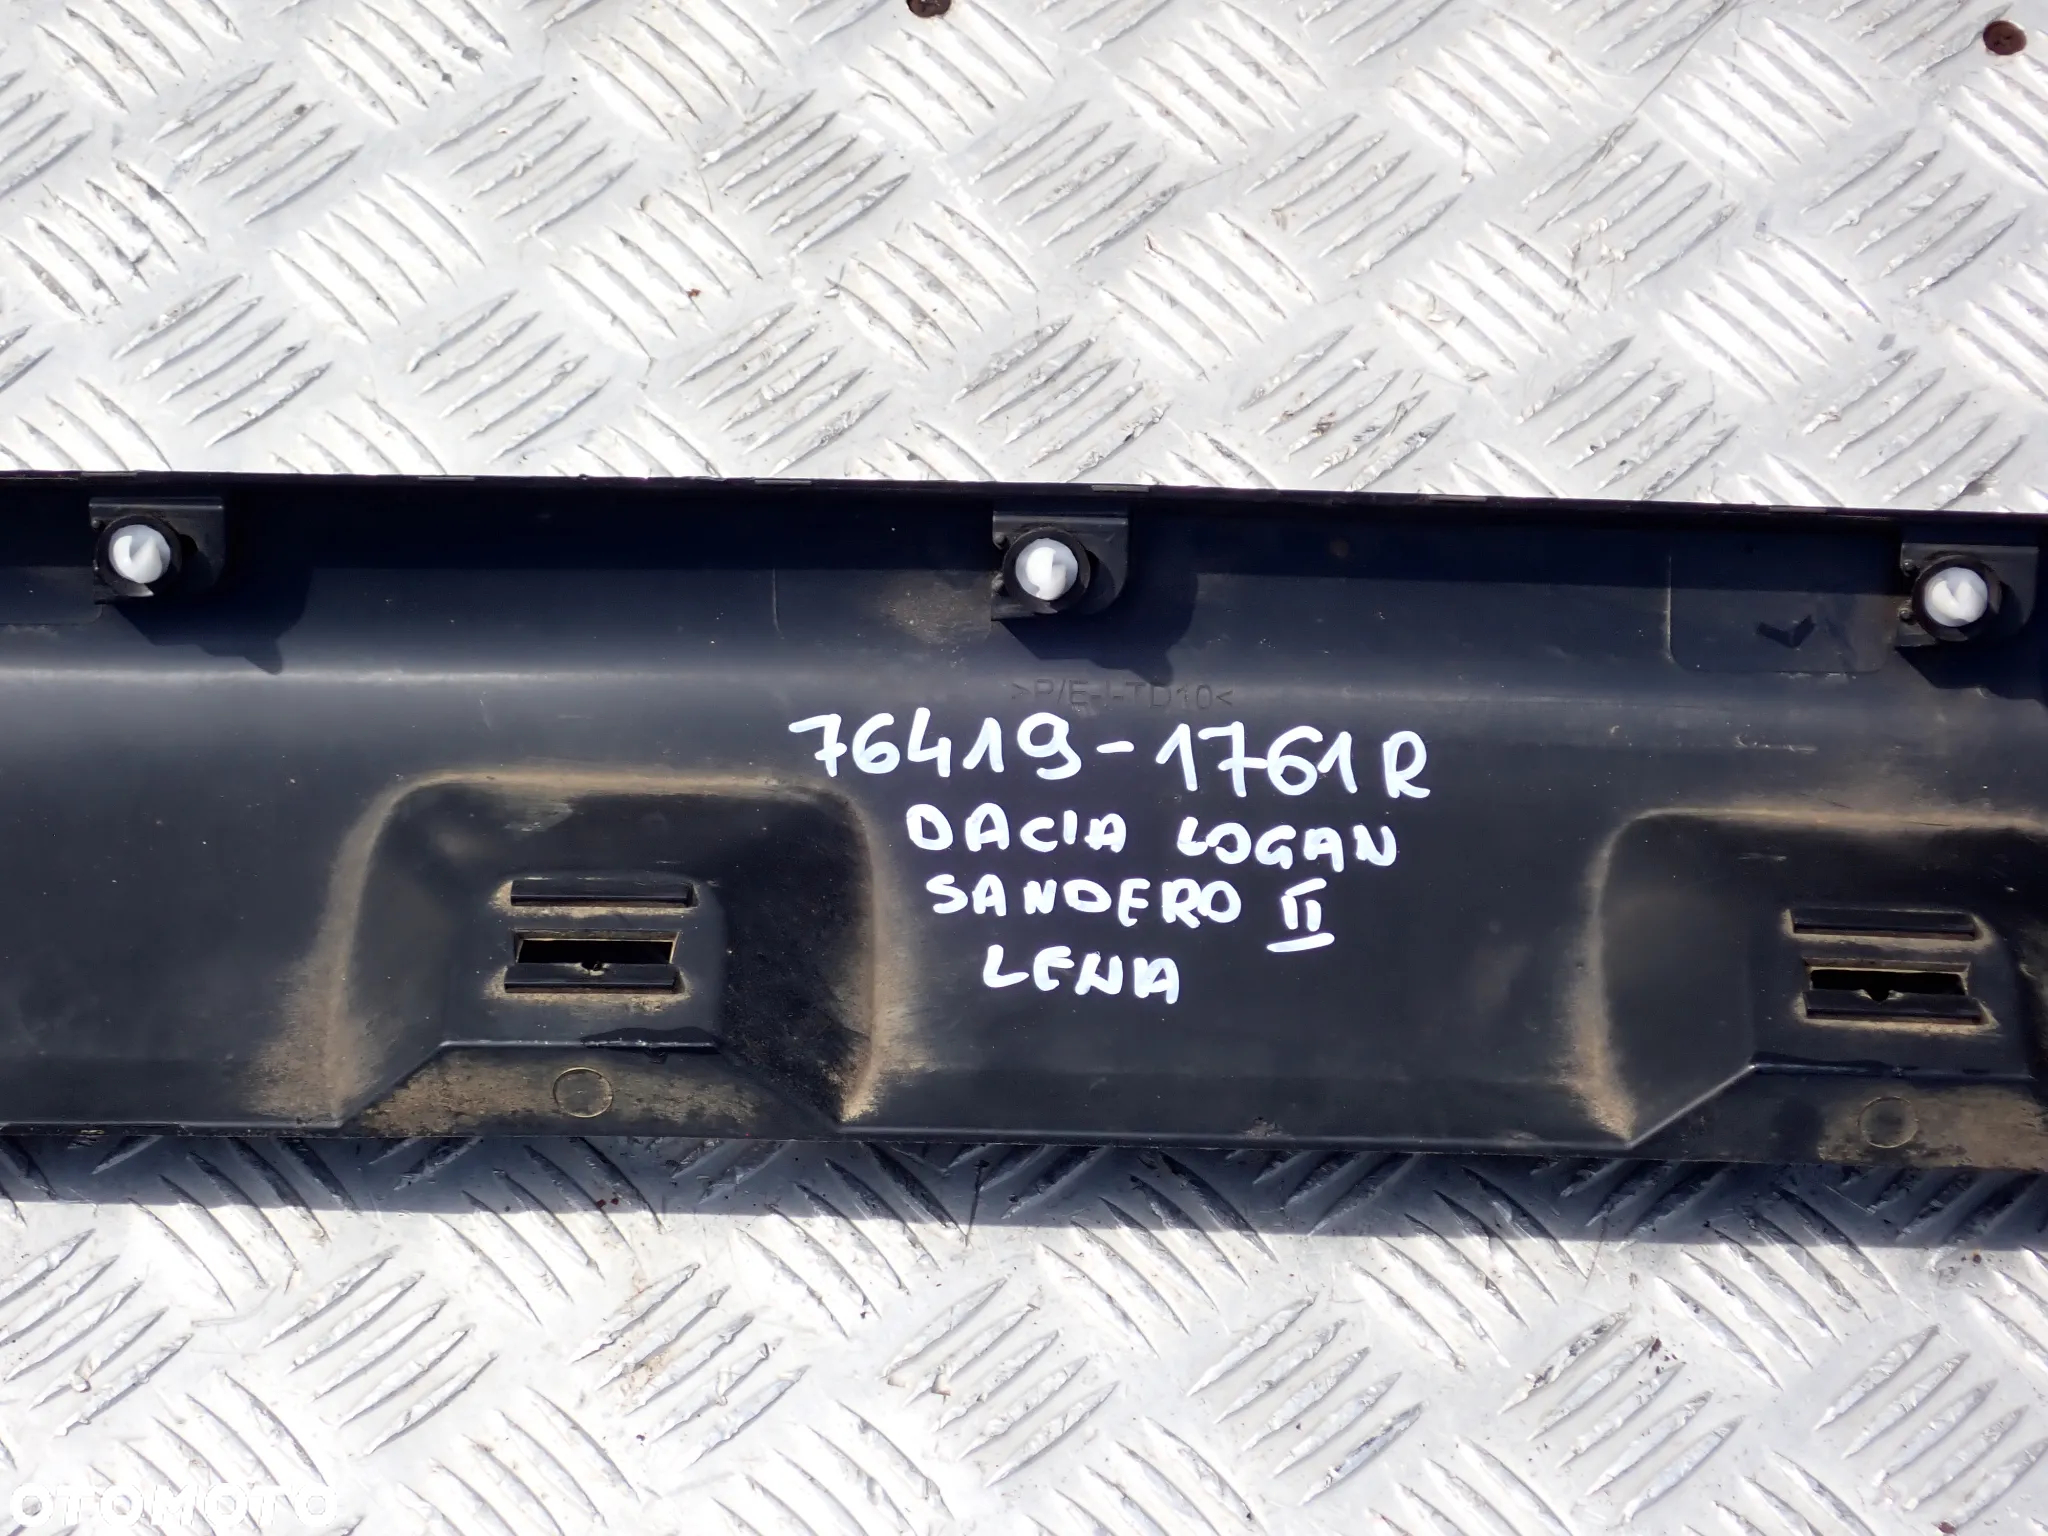 >P/E-I-TD10<
76419-1761R
DACIA LOGAN
SANDERO II
LEWA
OTOMOTO